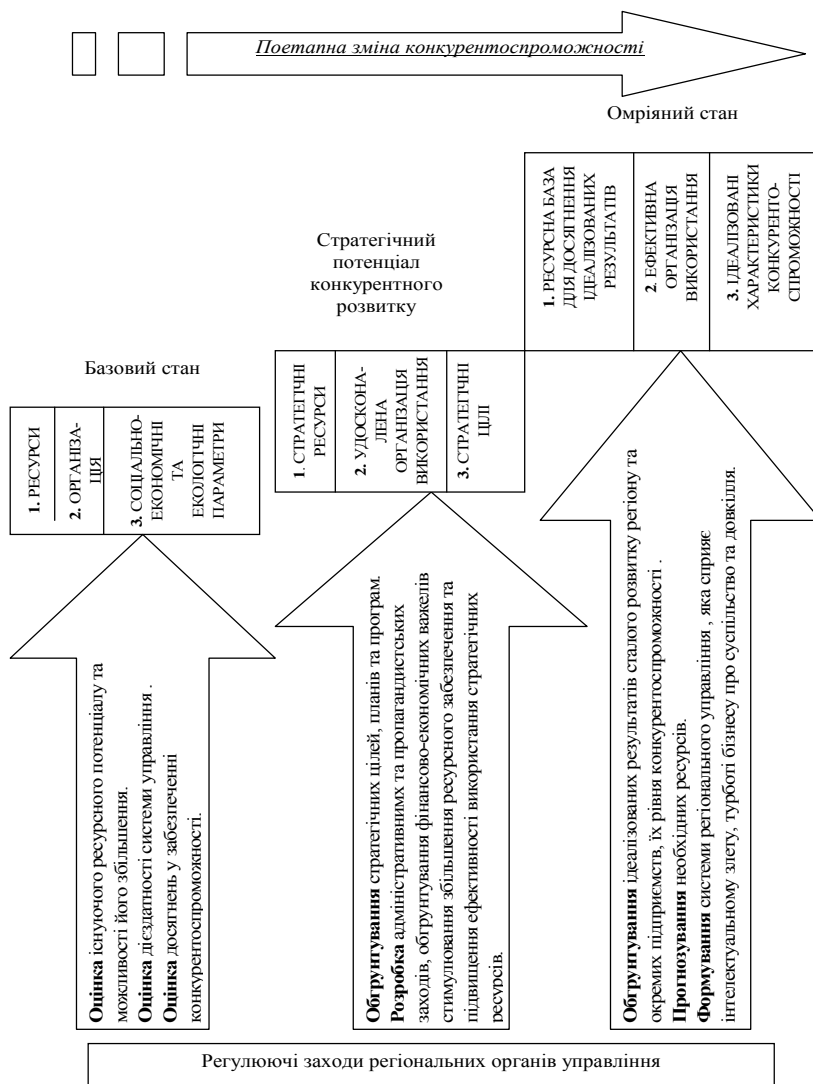 Поетапна зміна конкурентоспроможності
Омріяний стан
1. РЕСУРСНА БАЗА
ДЛЯ ДОСЯГНЕННЯ
ІДЕАЛІЗОВАНИХ
РЕЗУЛЬТАТІВ
2. ЕФЕКТИВНА
ОРГАНІЗАЦІЯ
ВИКОРИСТАННЯ
3. ІДЕАЛІЗОВАНІ
ХАРАКТЕРИСТИКИ
КОНКУРЕНТО-
СПРОМОЖНОСТІ
Стратегічний
потенціал
конкурентного
розвитку
1. СТРАТЕГІЧНІ
РЕСУРСИ
2. УДОСКОНА-
ЛЕНА
ОРГАНІЗАЦІЯ
ВИКОРИСТАННЯ
3. СТРАТЕГІЧНІ
ЦІЛІ
Базовий стан
1. РЕСУРСИ
2. ОРГАНІЗА-
ЦІЯ
3. СОЦІАЛЬНО-
ЕКОНОМІЧНІ
ТА
ЕКОЛОГІЧНІ
ПАРАМЕТРИ
Оцінка існуючого ресурсного потенціалу та
можливості його збільшення.
Оцінка дієздатності системи управління .
Оцінка досягнень у забезпеченні
конкурентоспроможності.
Обгрунтування стратегічних цілей, планів та програм.
Розробка адміністративнимх та пропагандистських
заходів, обгрунтування фінансово-економічних важелів
стимулювання збільшення ресурсного забезпечення та
підвищення ефективності використання стратегічних
ресурсів.
Обгрунтування ідеалізованих результатів сталого розвитку регіону та
окремих підприємств, їх рівня конкурентоспроможності .
Прогнозування необхідних ресурсів.
Формування системи регіонального управління , яка сприяє
інтелектуальному злету, турботі бізнесу про суспільство та довкілля.
Регулюючі заходи регіональних органів управління